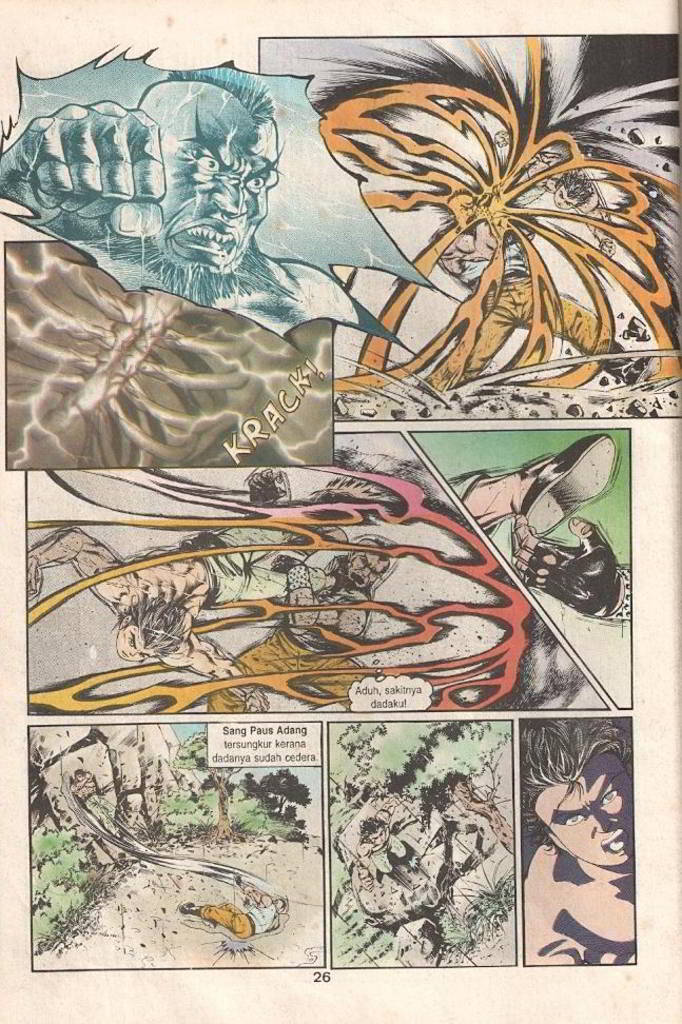 KRACK!
Aduh, sakitnya
dadaku!
Sang Paus Adang
tersungkur kerana
dadanya sudah cedera.
26